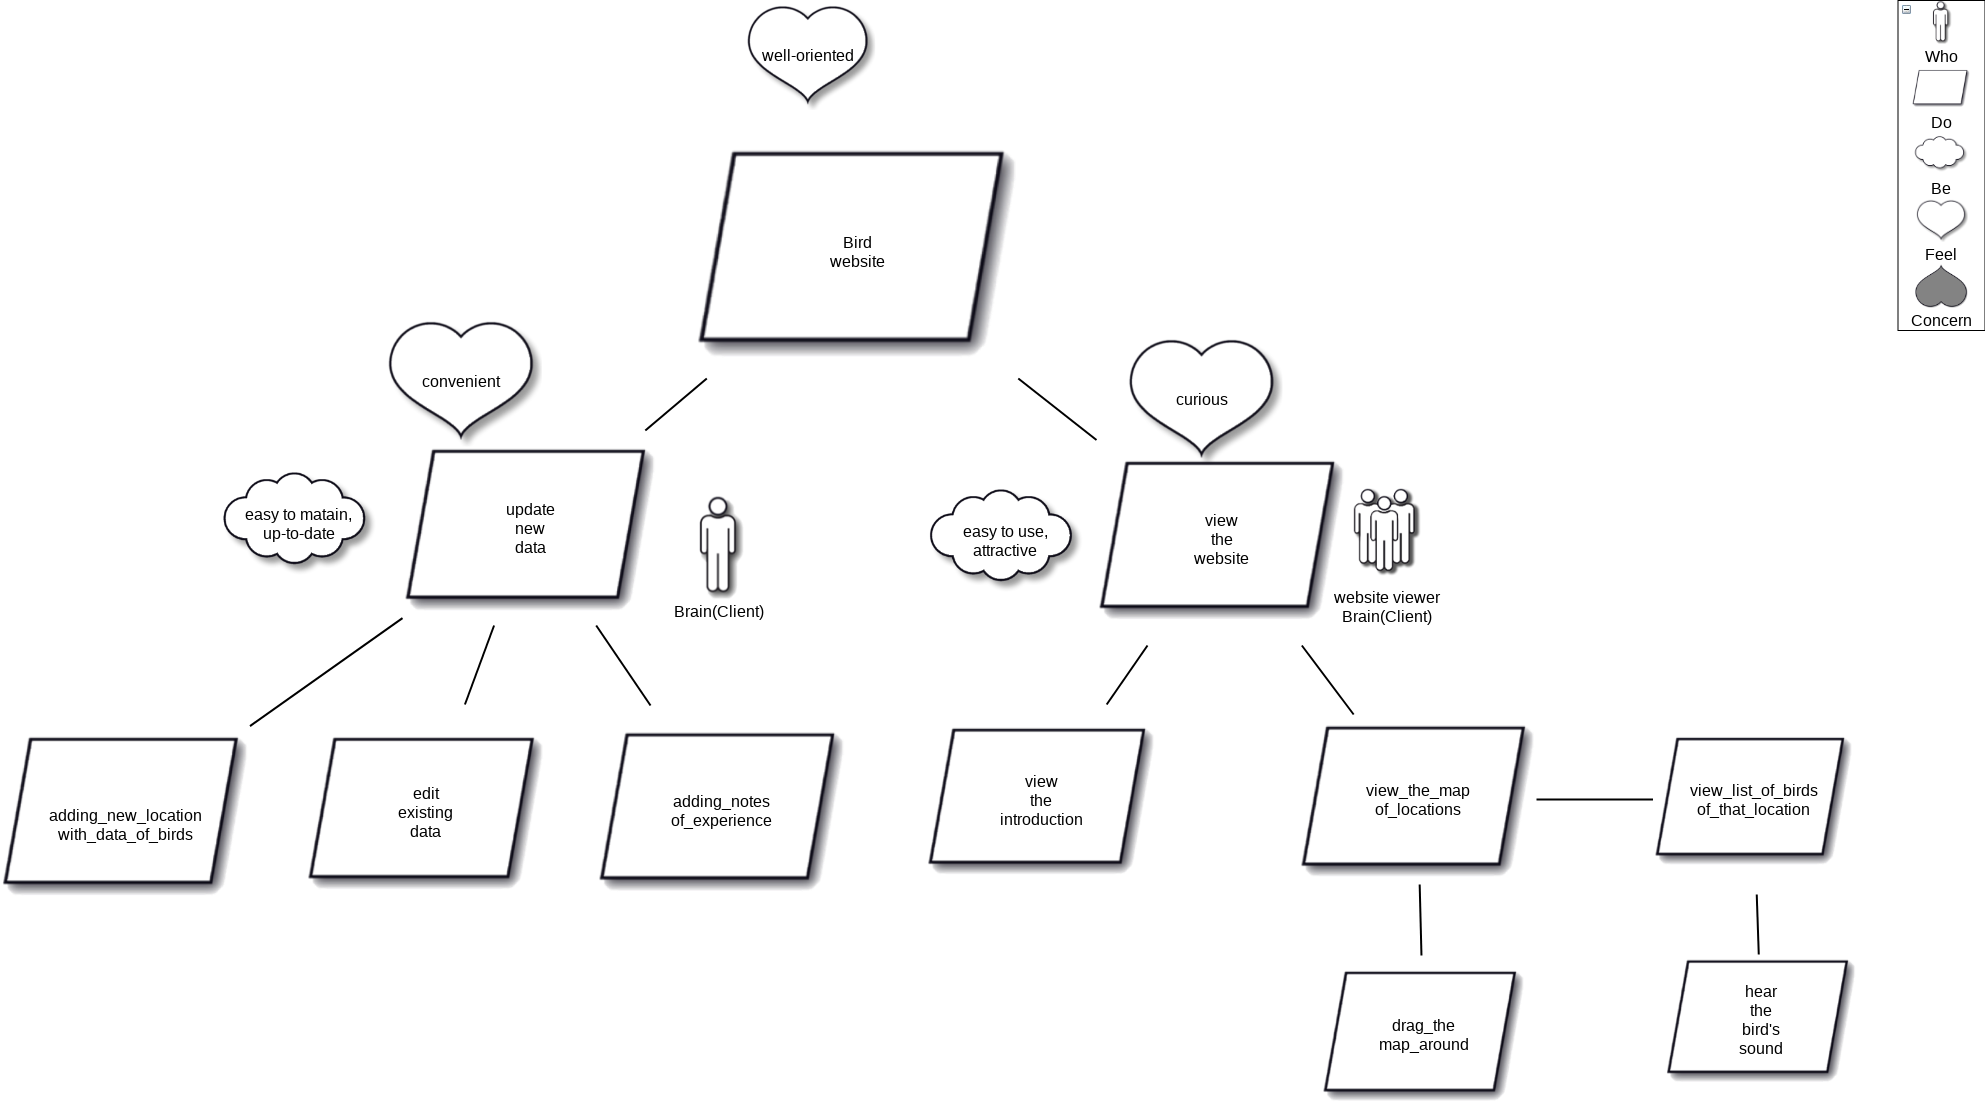 well-oriented
Who
Do
Be
Feel
Concern
Bird
website
convenient
curious
easy to matain,
up-to-date
update
new
data
Brain(Client)
easy to use,
attractive
view
the
website
website viewer
Brain(Client)
adding_new_location
with_data_of_birds
edit
existing
data
adding_notes
of_experience
view
the
introduction
view_the_map
of_locations
view_list_of_birds
of_that_location
drag_the
map_around
hear
the
bird's
sound